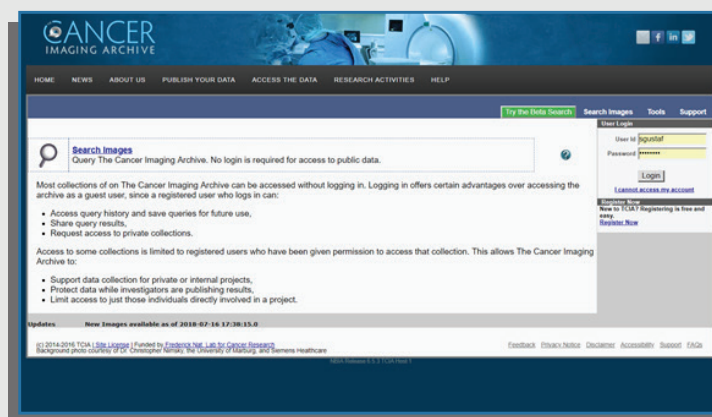 CANCER
IMAGING ARCHIVE
HOME NEWS ABOUT US PUBLISH YOUR DATA ACCESS THE DATA RESEARCH ACTIVITIES HELP
Try the Beta Search Search Images Tools Support
User Login
User Id sgustaf
Password ••••••••
Login
I cannot access my account
Register Now
New to TCIA? Registering is free and
easy.
Register Now
Search Images
Query The Cancer Imaging Archive. No login is required for access to public data.
Most collections of on The Cancer Imaging Archive can be accessed without logging in. Logging in offers certain advantages over accessing the
archive as a guest user, since a registered user who logs in can:
• Access query history and save queries for future use,
• Share query results,
• Request access to private collections.
Access to some collections is limited to registered users who have been given permission to access that collection. This allows The Cancer Imaging
Archive to:
• Support data collection for private or internal projects,
• Protect data while investigators are publishing results,
• Limit access to just those individuals directly involved in a project.
Updates New Images available as of 2018-07-16 17:38:15.0
(c) 2014-2016 TCIA | Site License | Funded by Frederick Nat. Lab for Cancer Research
Background photo courtesy of Dr. Christopher Nimsky, the University of Marburg, and Siemens Healthcare
Feedback Privacy Notice Disclaimer Accessibility Support FAQs